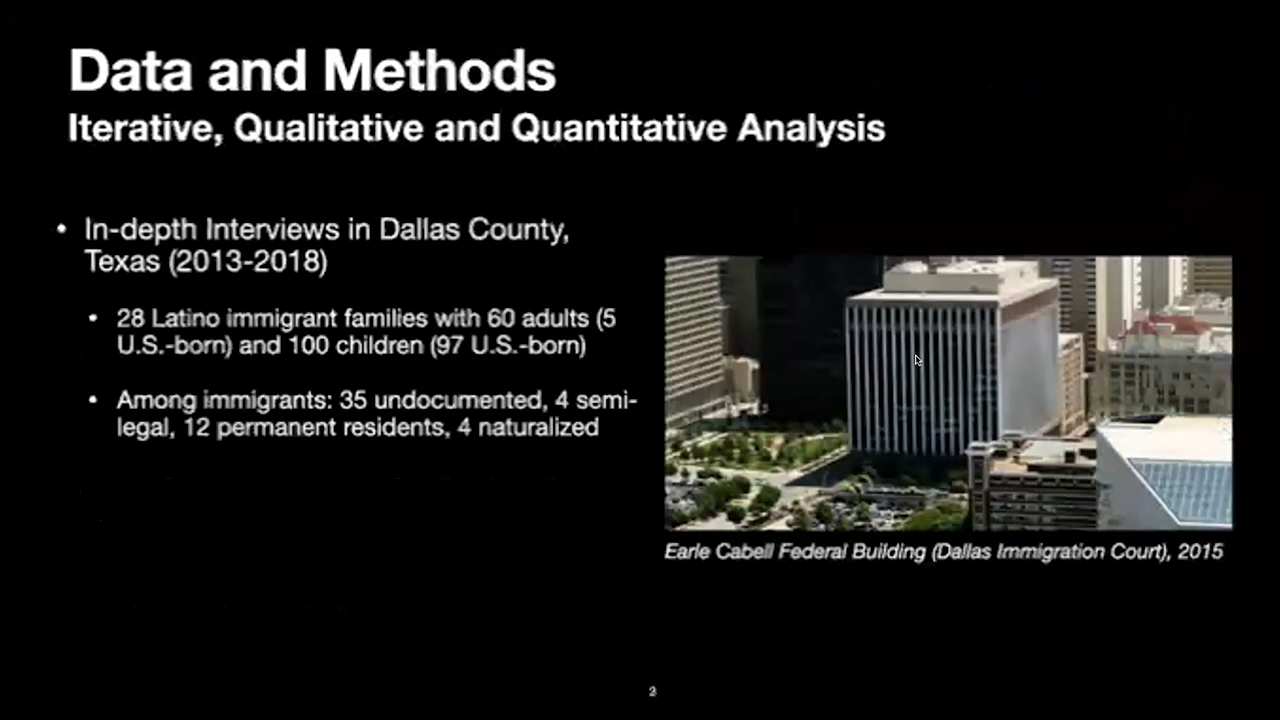 Data and Methods
Iterative, Qualitative and Quantitative Analysis
• In-depth Interviews in Dallas County,
Texas (2013-2018)
• 28 Latino immigrant families with 60 adults (5
U.S.-born) and 100 children (97 U.S.-born)
• Among immigrants: 35 undocumented, 4 semi-
legal, 12 permanent residents, 4 naturalized
Earle Cabell Federal Building (Dallas Immigration Court), 2015
2